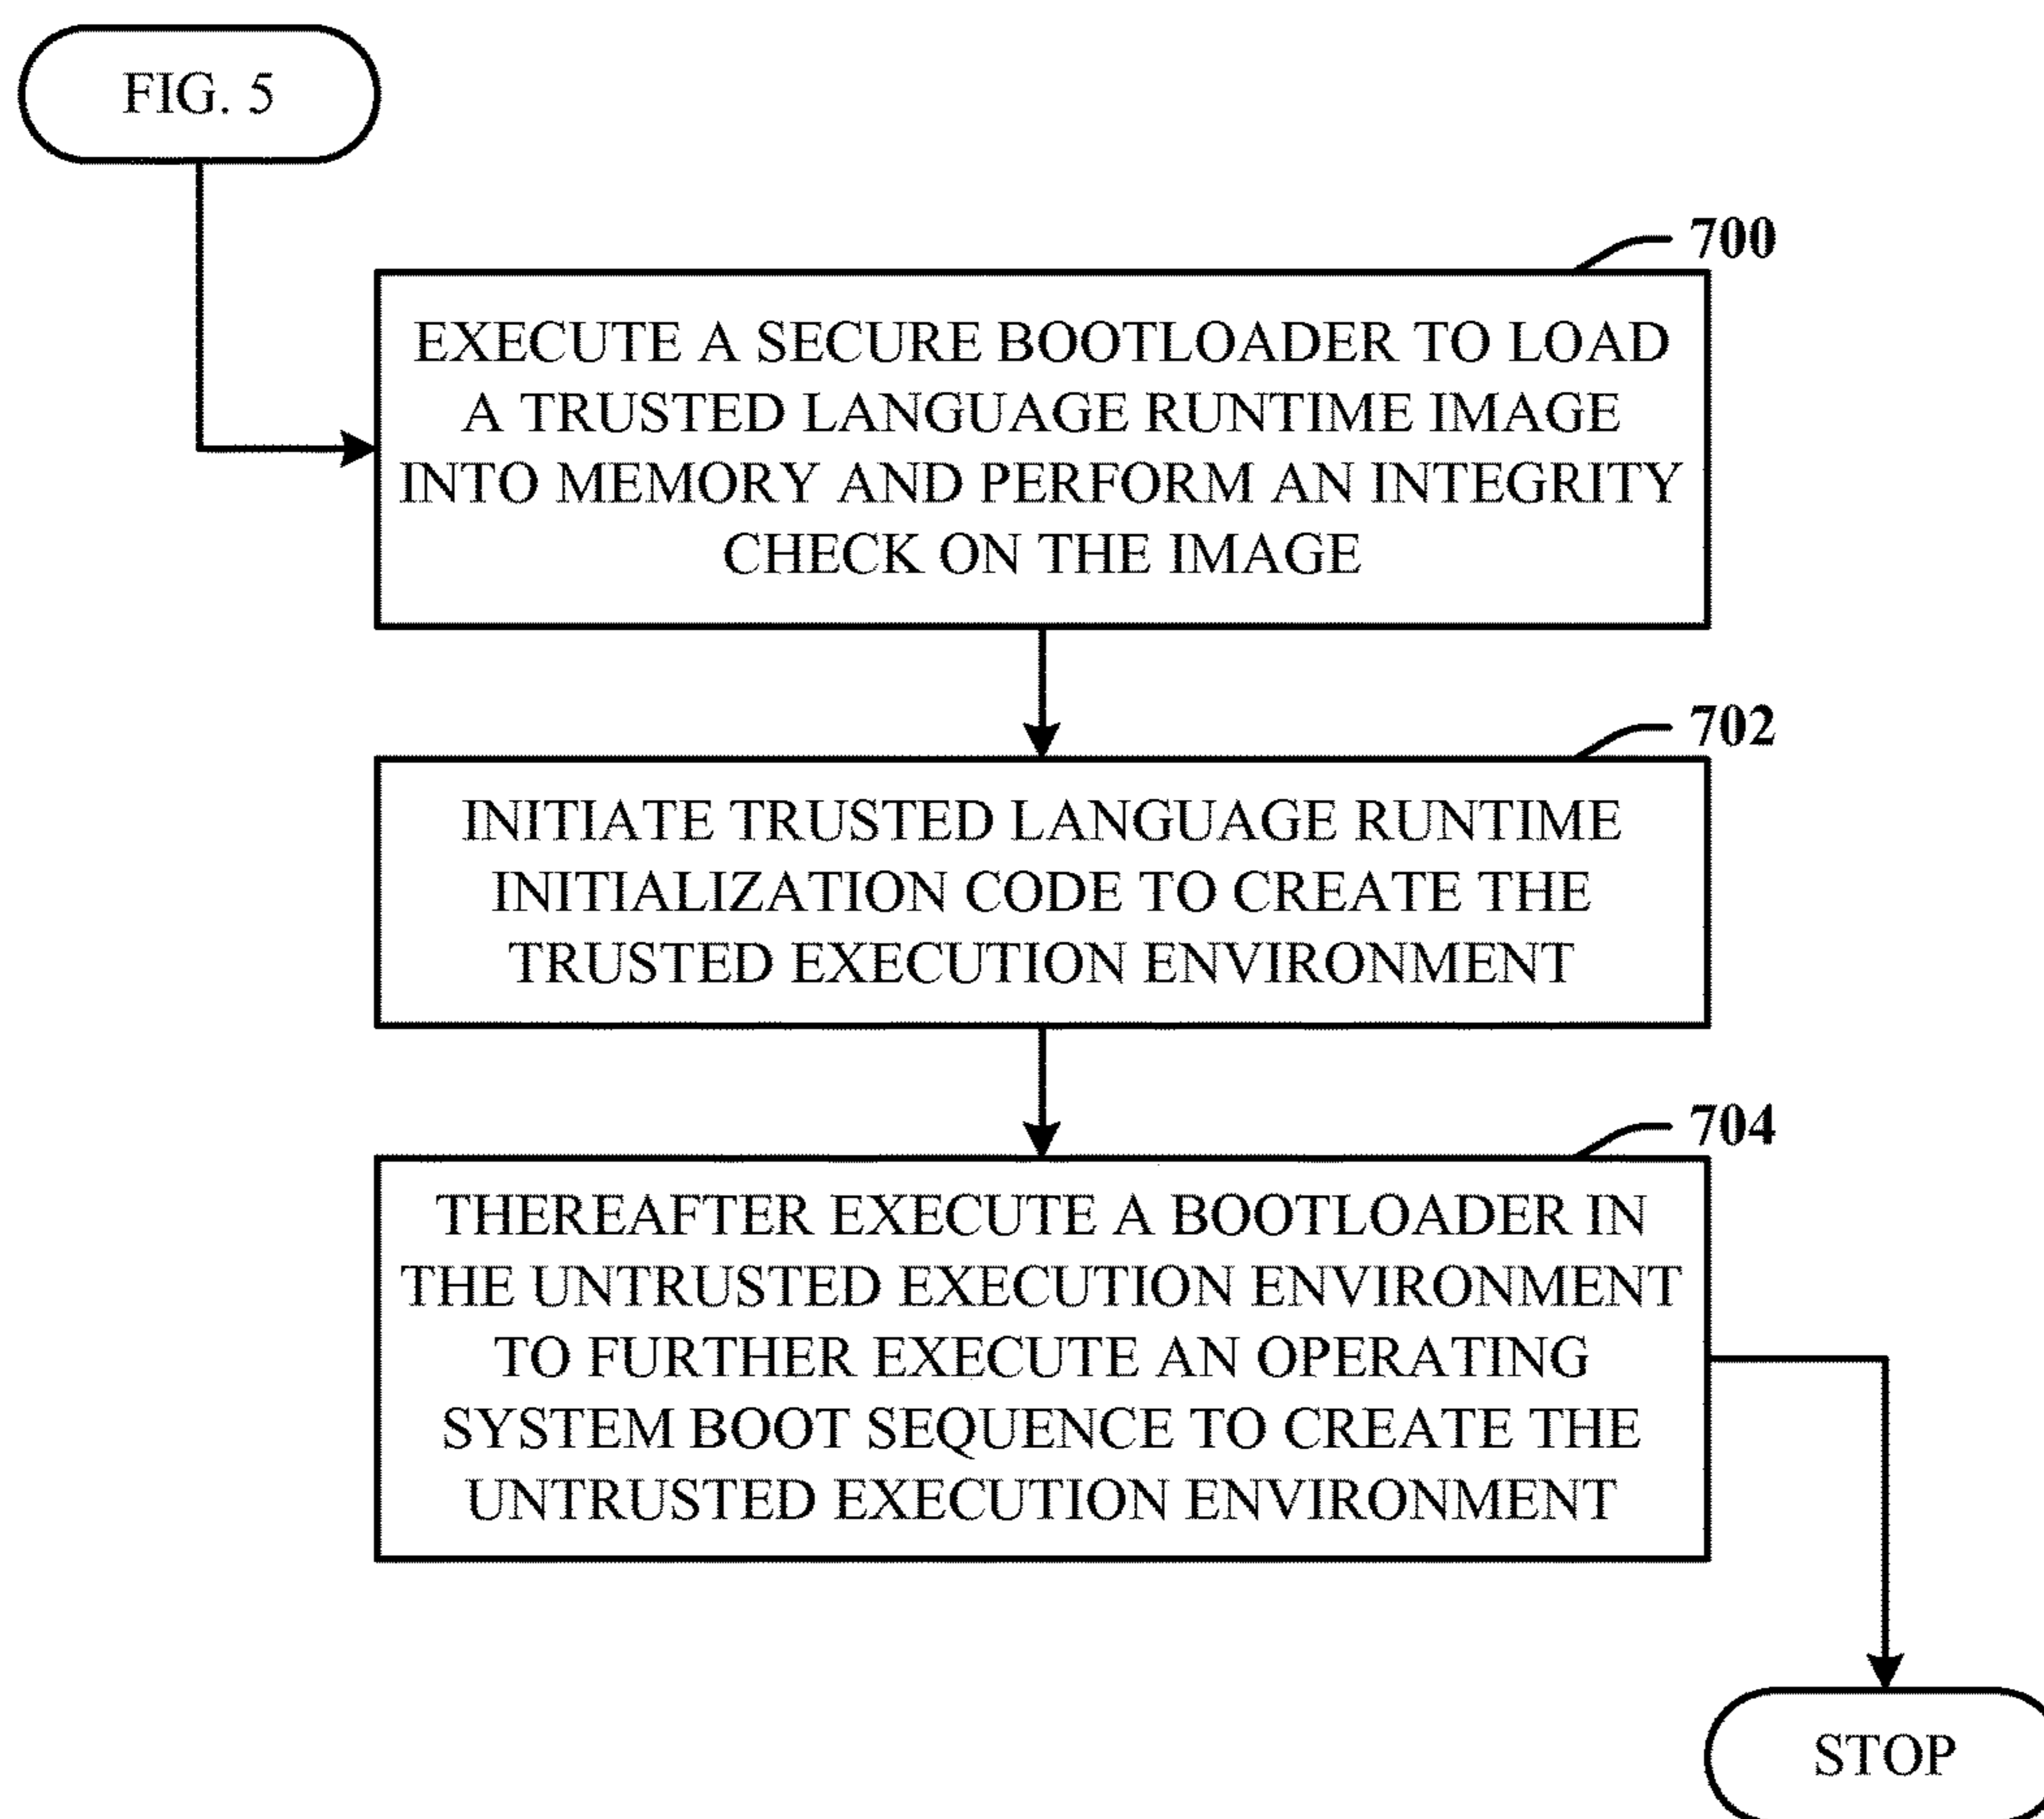 FIG. 5
700
EXECUTE A SECURE BOOTLOADER TO LOAD
A TRUSTED LANGUAGE RUNTIME IMAGE
INTO MEMORY AND PERFORM AN INTEGRITY
CHECK ON THE IMAGE
702
INITIATE TRUSTED LANGUAGE RUNTIME
INITIALIZATION CODE TO CREATE THE
TRUSTED EXECUTION ENVIRONMENT
704
THEREAFTER EXECUTE A BOOTLOADER IN
THE UNTRUSTED EXECUTION ENVIRONMENT
TO FURTHER EXECUTE AN OPERATING
SYSTEM BOOT SEQUENCE TO CREATE THE
UNTRUSTED EXECUTION ENVIRONMENT
STOP